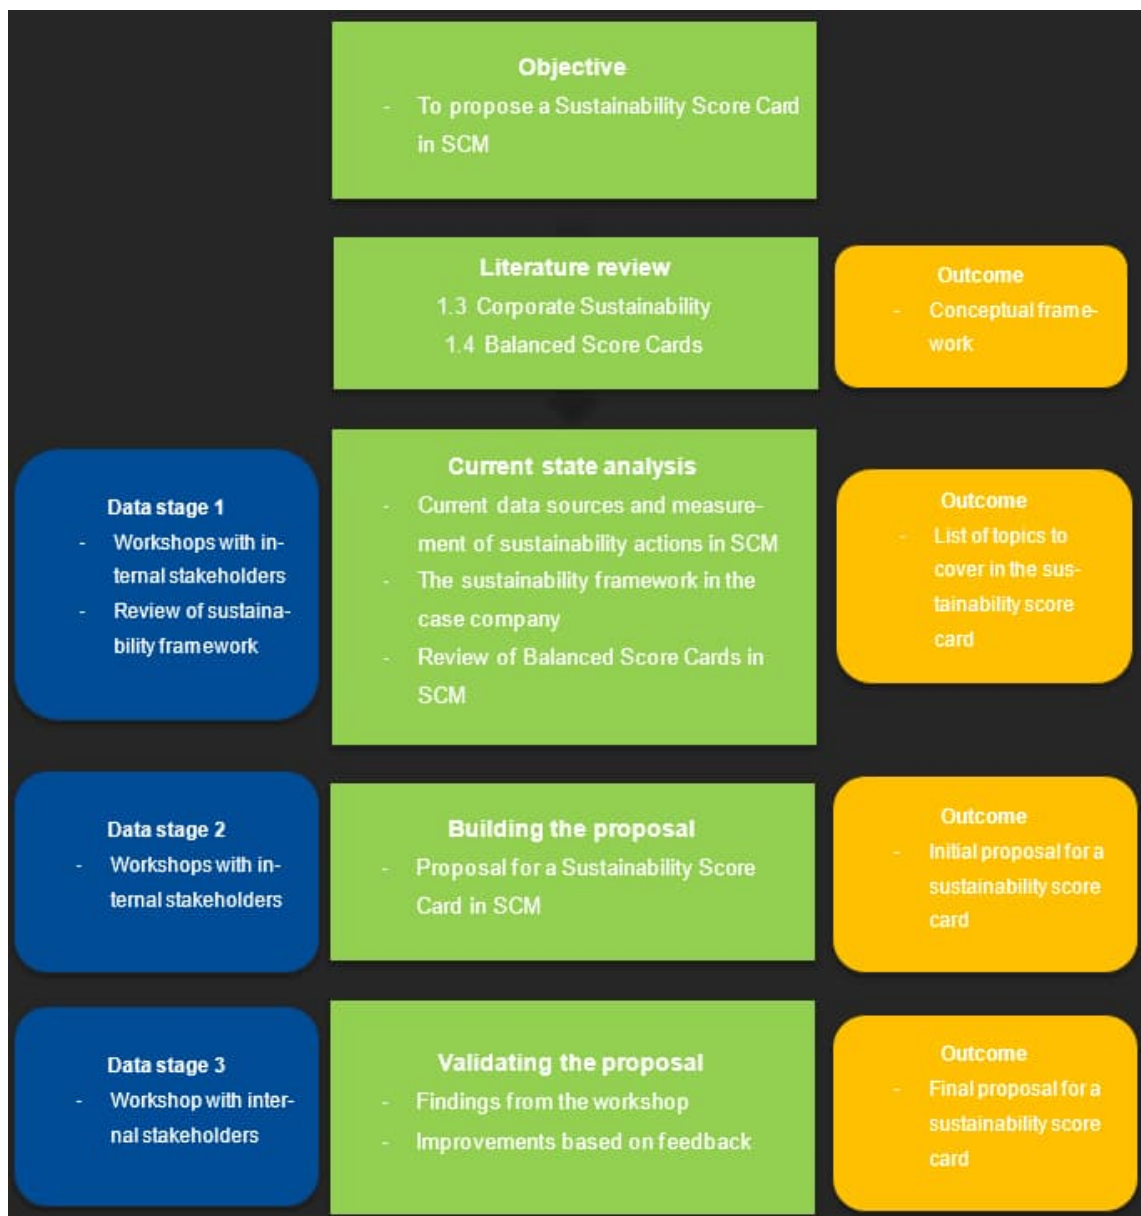 Objective
- To propose a Sustainability Score Card
in SCM
Literature review
1.3 Corporate Sustainability
1.4 Balanced Score Cards
Outcome
- Conceptual frame-
work
Data stage 1
- Workshops with in-
ternal stakeholders
- Review of sustaina-
bility framework
Current state analysis
- Current data sources and measure-
ment of sustainability actions in SCM
- The sustainability framework in the
case company
- Review of Balanced Score Cards in
SCM
Outcome
- List of topics to
cover in the sus-
tainability score
card
Data stage 2
- Workshops with in-
ternal stakeholders
Building the proposal
- Proposal for a Sustainability Score
Card in SCM
Outcome
- Initial proposal for a
sustainability score
card
Data stage 3
- Workshop with inter-
nal stakeholders
Validating the proposal
- Findings from the workshop
- Improvements based on feedback
Outcome
- Final proposal for a
sustainability score
card